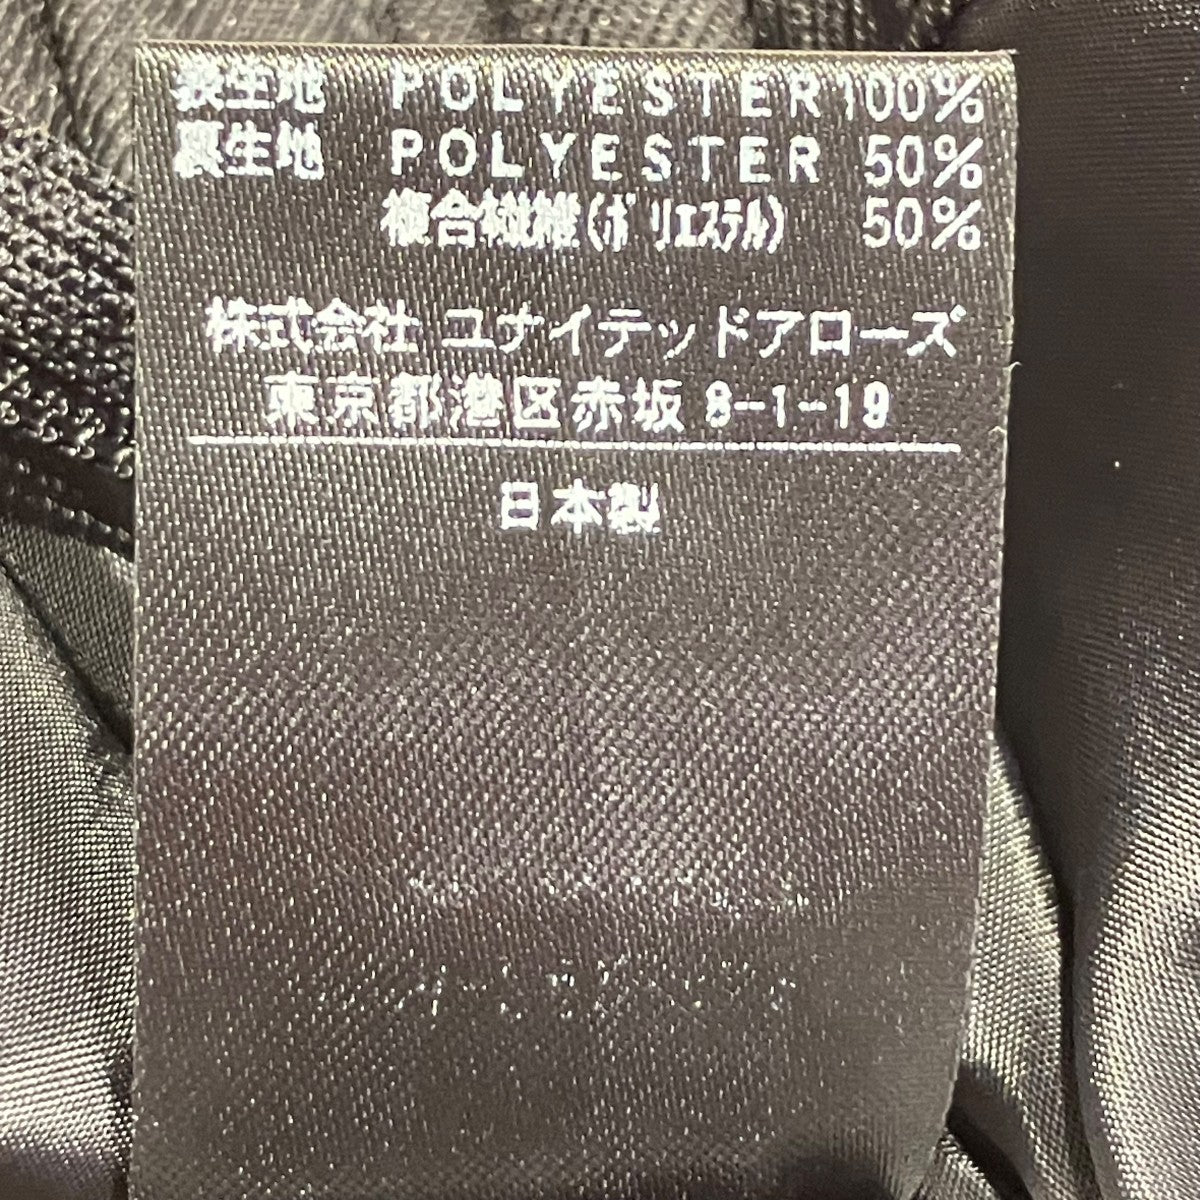 表生地 POLYESTER100%
裏生地 POLYESTER 50%
複合繊維(ポリエステル) 50%
株式会社 ユナイテッドアローズ
東京都港区赤坂 8-1-19
日本製